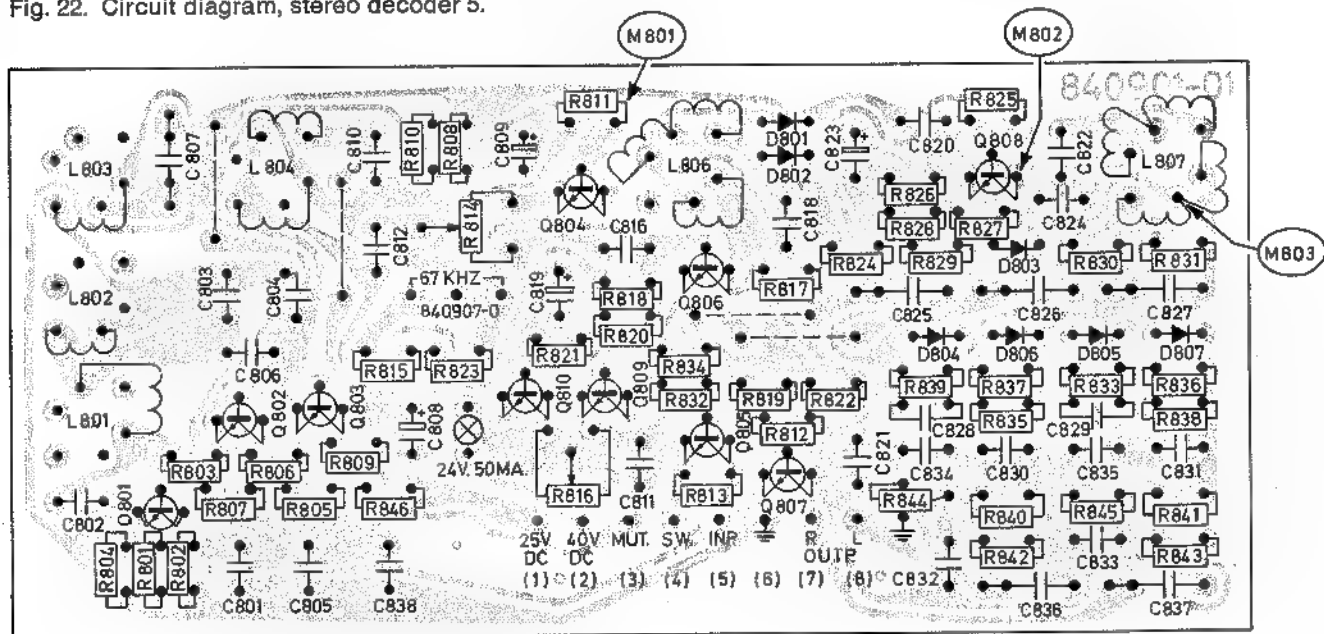 Fig. 22. Circuit diagram, stereo decoder 5.
M801 M802
840901-01
R811 R825
L803 C807 L804 C810 R810 R808 C809 L806 D801 D802 C823 C820 Q808 C822 L807
R826
Q804 R814 C816 C818 R828 R827 C824
M803
C812 R824 R829 D803 R830 R831
L802 C803 C804 67 KHZ C819 R818 Q806 R817
840907-0 C825 C826 C827
R820
R821 D804 D806 D805 D807
C806 R815 R823 R834
L801 Q802 Q803 C808 Q810 Q809 R832 R819 R822 R839 R837 R833 R836
C828 R835 C829 R838
Q805 R812 C821
R803 R806 R809 24V. 50MA. C834 C830 C835 C831
C802 Q801 R807 R805 R846 R816 C811 R813 Q807 R844
R840 R845 R841
25V DC 40V DC MUT. SW. INP. R OUTP. L
R804 R801 R802 R842 C833 R843
(1) (2) (3) (4) (5) (6) (7) (8) C832
C801 C805 C838 C836 C837